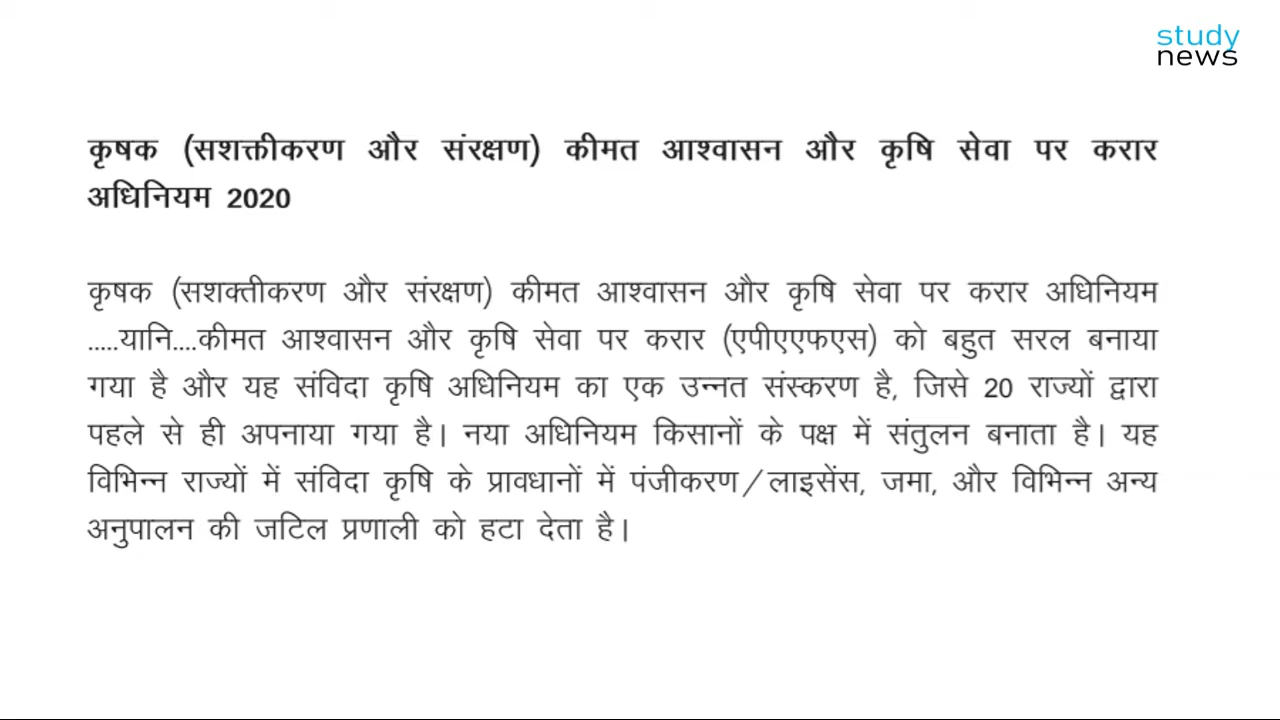 study
news
कृषक (सशक्तीकरण और संरक्षण) कीमत आश्वासन और कृषि सेवा पर करार
अधिनियम 2020
कृषक (सशक्तीकरण और संरक्षण) कीमत आश्वासन और कृषि सेवा पर करार अधिनियम
.....यानि....कीमत आश्वासन और कृषि सेवा पर करार (एपीएएफएस) को बहुत सरल बनाया
गया है और यह संविदा कृषि अधिनियम का एक उन्नत संस्करण है, जिसे 20 राज्यों द्वारा
पहले से ही अपनाया गया है। नया अधिनियम किसानों के पक्ष में संतुलन बनाता है। यह
विभिन्न राज्यों में संविदा कृषि के प्रावधानों में पंजीकरण/लाइसेंस, जमा, और विभिन्न अन्य
अनुपालन की जटिल प्रणाली को हटा देता है।